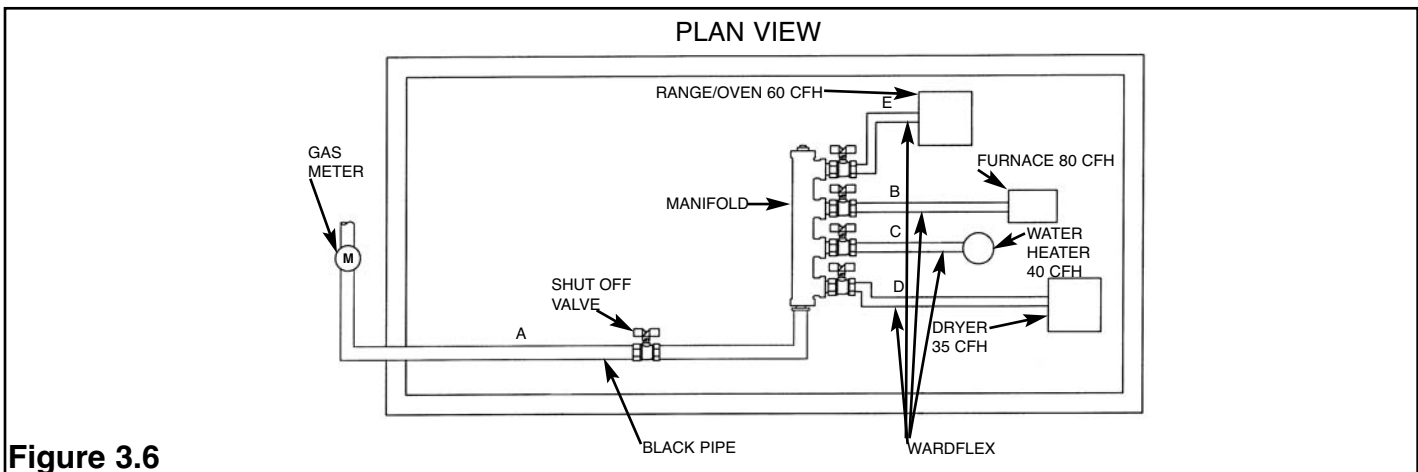 PLAN VIEW
RANGE/OVEN 60 CFH
E
GAS
METER
FURNACE 80 CFH
MANIFOLD
B
C
WATER
HEATER
40 CFH
M
SHUT OFF
VALVE
D
A
DRYER
35 CFH
BLACK PIPE
WARDFLEX
Figure 3.6